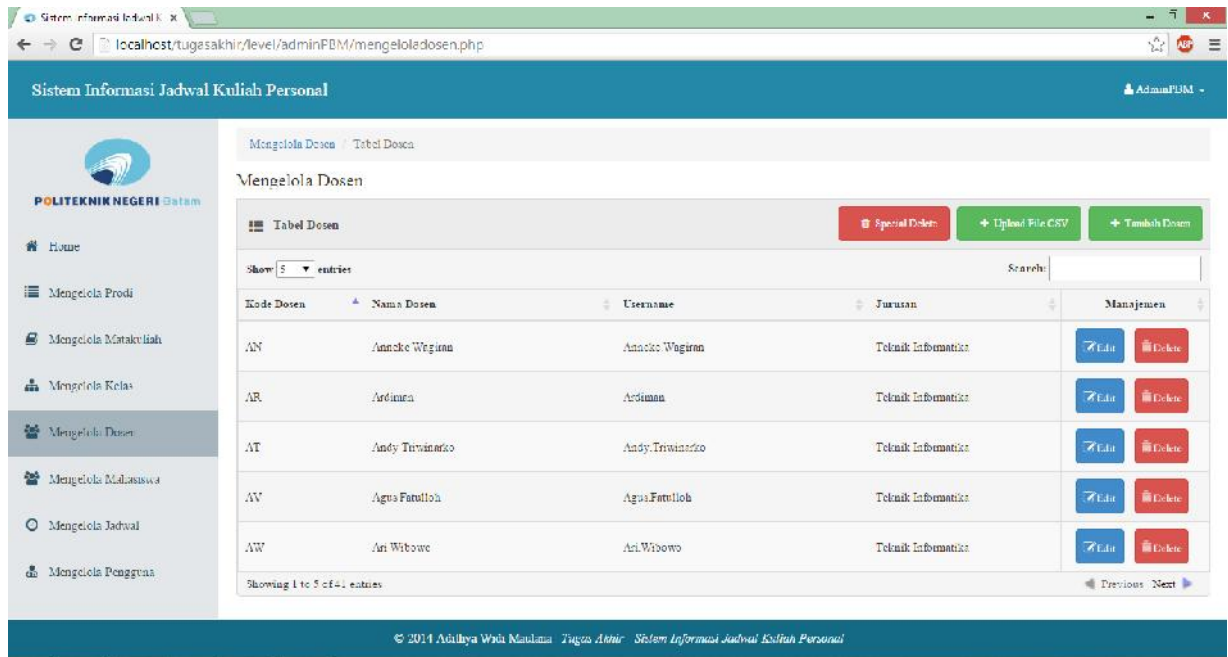 Sistem Informasi Jadwal K
localhost/tugasakhir/level/adminPBM/mengeloladosen.php
ABP
Sistem Informasi Jadwal Kuliah Personal
AdminPBM
POLITEKNIK NEGERI Batam
Home
Mengelola Prodi
Mengelola Matakuliah
Mengelola Kelas
Mengelola Dosen
Mengelola Mahasiswa
Mengelola Jadwal
Mengelola Pengguna
Mengelola Dosen / Tabel Dosen
Mengelola Dosen
Tabel Dosen
Special Delete
+ Upload File CSV
+ Tambah Dosen
Show 5 entries
Search:
Kode Dosen Nama Dosen Username Jurusan Manajemen
AN Anneke Wagiran Anneke Wagiran Teknik Informatika Edit Delete
AR Ardiman Ardiman Teknik Informatika Edit Delete
AT Andy Triwinarko Andy.Triwinarko Teknik Informatika Edit Delete
AV Agus Fatulloh Agus.Fatulloh Teknik Informatika Edit Delete
AW Ari Wibowo Ari.Wibowo Teknik Informatika Edit Delete
Showing 1 to 5 of 41 entries
Previous Next
© 2014 Adithya Widi Maulana Tugas Akhir Sistem Informasi Jadwal Kuliah Personal